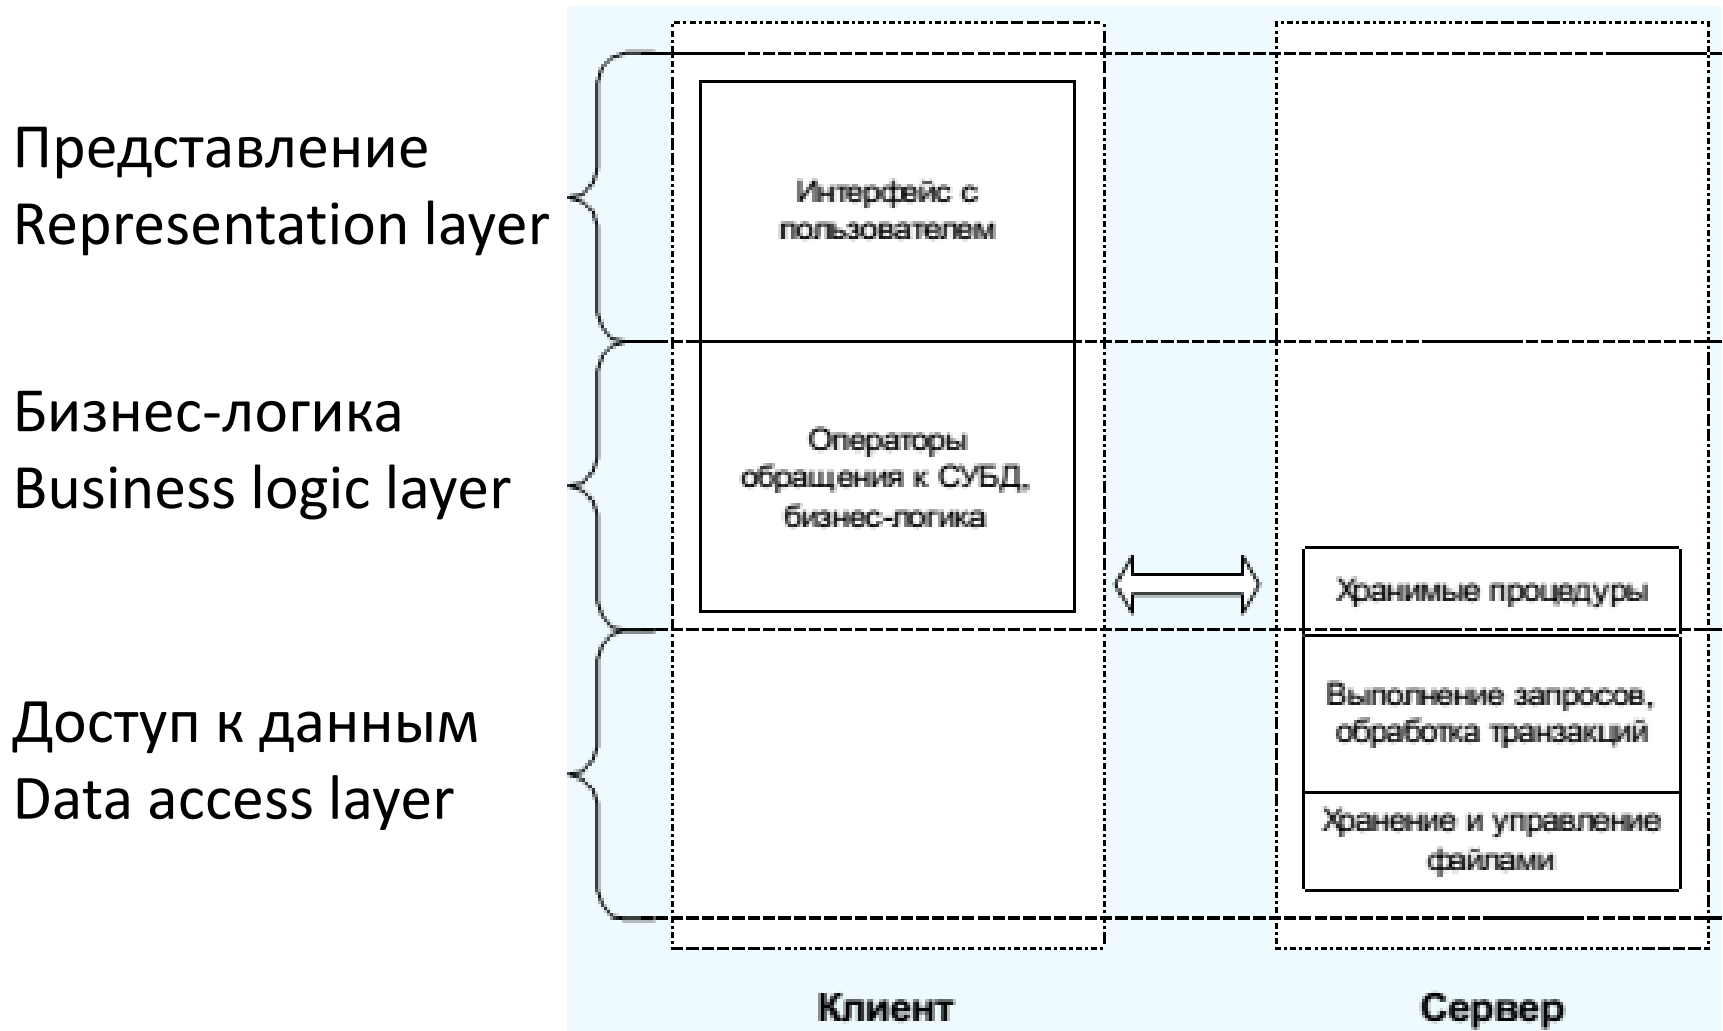 Представление
Representation layer
Интерфейс с
пользователем
Бизнес-логика
Business logic layer
Операторы
обращения к СУБД,
бизнес-логика
Хранимые процедуры
Доступ к данным
Data access layer
Выполнение запросов,
обработка транзакций
Хранение и управление
файлами
Клиент
Сервер